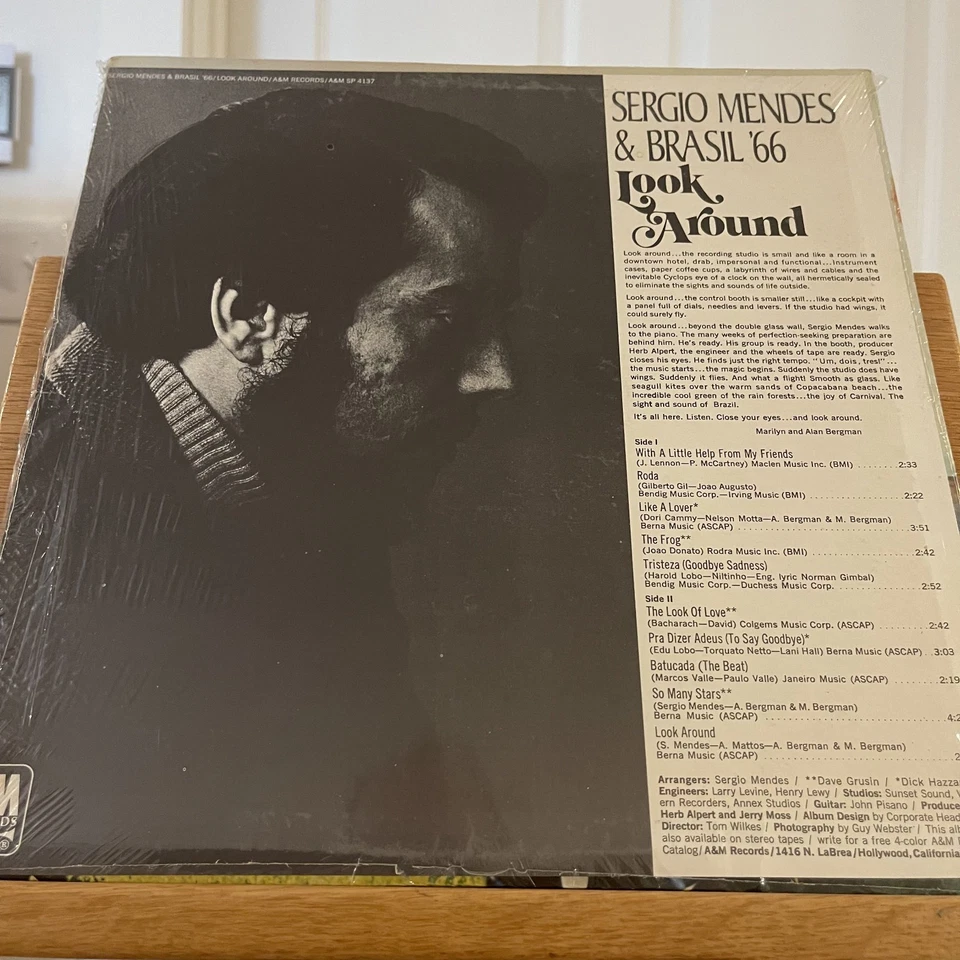 SERGIO MENDES & BRASIL '66/LOOK AROUND/A&M RECORDS/A&M SP 4137
SERGIO MENDES
& BRASIL '66
Look
Around
Look around...the recording studio is small and like a room in a
downtown hotel, drab, impersonal and functional...Instrument
cases, paper coffee cups, a labyrinth of wires and cables and the
inevitable Cyclops eye of a clock on the wall, all hermetically sealed
to eliminate the sights and sounds of life outside.
Look around...the control booth is smaller still...like a cockpit with
a panel full of dials, needles and levers. If the studio had wings, it
could surely fly.
Look around...beyond the double glass wall, Sergio Mendes walks
to the piano. The many weeks of perfection-seeking preparation are
behind him. He's ready. His group is ready. In the booth, producer
Herb Alpert, the engineer and the wheels of tape are ready. Sergio
closes his eyes. He finds just the right tempo. "Um, dois, tres!"...
the music starts...the magic begins. Suddenly the studio does have
wings. Suddenly it flies. And what a flight! Smooth as glass. Like
seagull kites over the warm sands of Copacabana beach...the
incredible cool green of the rain forests...the joy of Carnival. The
sight and sound of Brazil.
It's all here. Listen. Close your eyes...and look around.
Marilyn and Alan Bergman
Side I
With A Little Help From My Friends
(J. Lennon—P. McCartney) Maclen Music Inc. (BMI) ........2:33
Roda
(Gilberto Gil—Joao Augusto)
Bendig Music Corp.—Irving Music (BMI) ..................2:22
Like A Lover*
(Dori Cammy—Nelson Motta—A. Bergman & M. Bergman)
Berna Music (ASCAP) ..................3:51
The Frog**
(Joao Donato) Rodra Music Inc. (BMI) ..................2:42
Tristeza (Goodbye Sadness)
(Harold Lobo—Niltinho—Eng. lyric Norman Gimbal)
Bendig Music Corp.—Duchess Music Corp. ..................2:52
Side II
The Look Of Love**
(Bacharach—David) Colgems Music Corp. (ASCAP) .........2:42
Pra Dizer Adeus (To Say Goodbye)*
(Edu Lobo—Torquato Netto—Lani Hall) Berna Music (ASCAP) ..3:03
Batucada (The Beat)
(Marcos Valle—Paulo Valle) Janeiro Music (ASCAP) ........2:19
So Many Stars**
(Sergio Mendes—A. Bergman & M. Bergman)
Berna Music (ASCAP) ..................4:2
Look Around
(S. Mendes—A. Mattos—A. Bergman & M. Bergman)
Berna Music (ASCAP) ..................2
Arrangers: Sergio Mendes / **Dave Grusin / *Dick Hazza
Engineers: Larry Levine, Henry Lewy / Studios: Sunset Sound,
ern Recorders, Annex Studios / Guitar: John Pisano / Produce
Herb Alpert and Jerry Moss / Album Design by Corporate Head
Director: Tom Wilkes / Photography by Guy Webster / This alb
also available on stereo tapes / write for a free 4-color A&M
Catalog/A&M Records/1416 N. LaBrea/Hollywood, California
M
DS
®